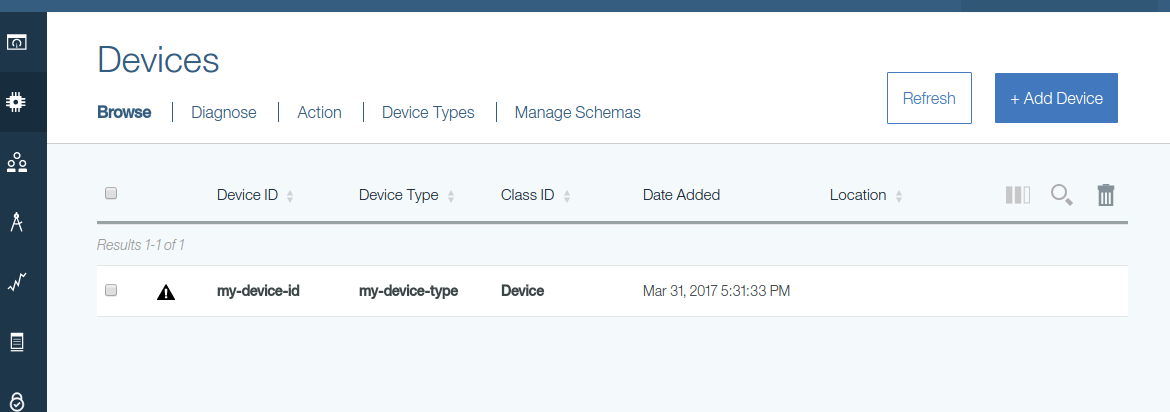 Devices
Browse Diagnose Action Device Types Manage Schemas
Refresh + Add Device
Device ID Device Type Class ID Date Added Location
Results 1-1 of 1
my-device-id my-device-type Device Mar 31, 2017 5:31:33 PM